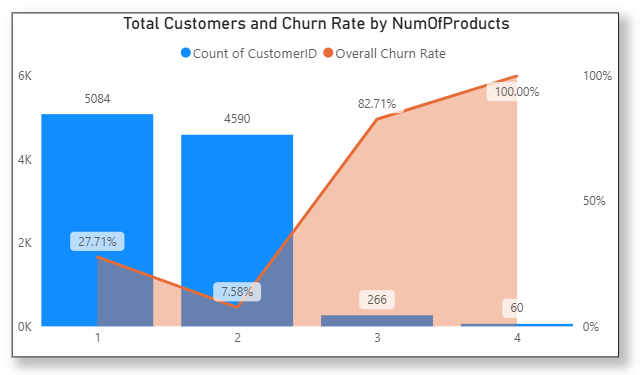 Total Customers and Churn Rate by NumOfProducts
Count of CustomerID Overall Churn Rate
6K 100%
5084 100.00%
82.71%
4590
4K
50%
2K
27.71%
7.58%
266
60
0K 0%
1 2 3 4